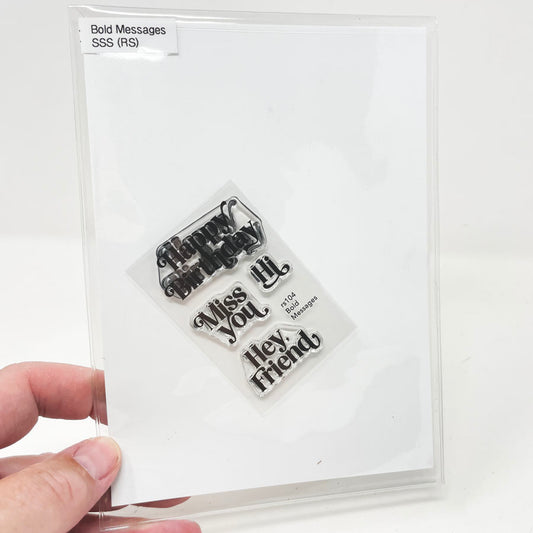 Bold Messages
SSS (RS)
Happy
Birthday
Hi
Miss
you
rs104
Bold
Messages
Hey,
Friend